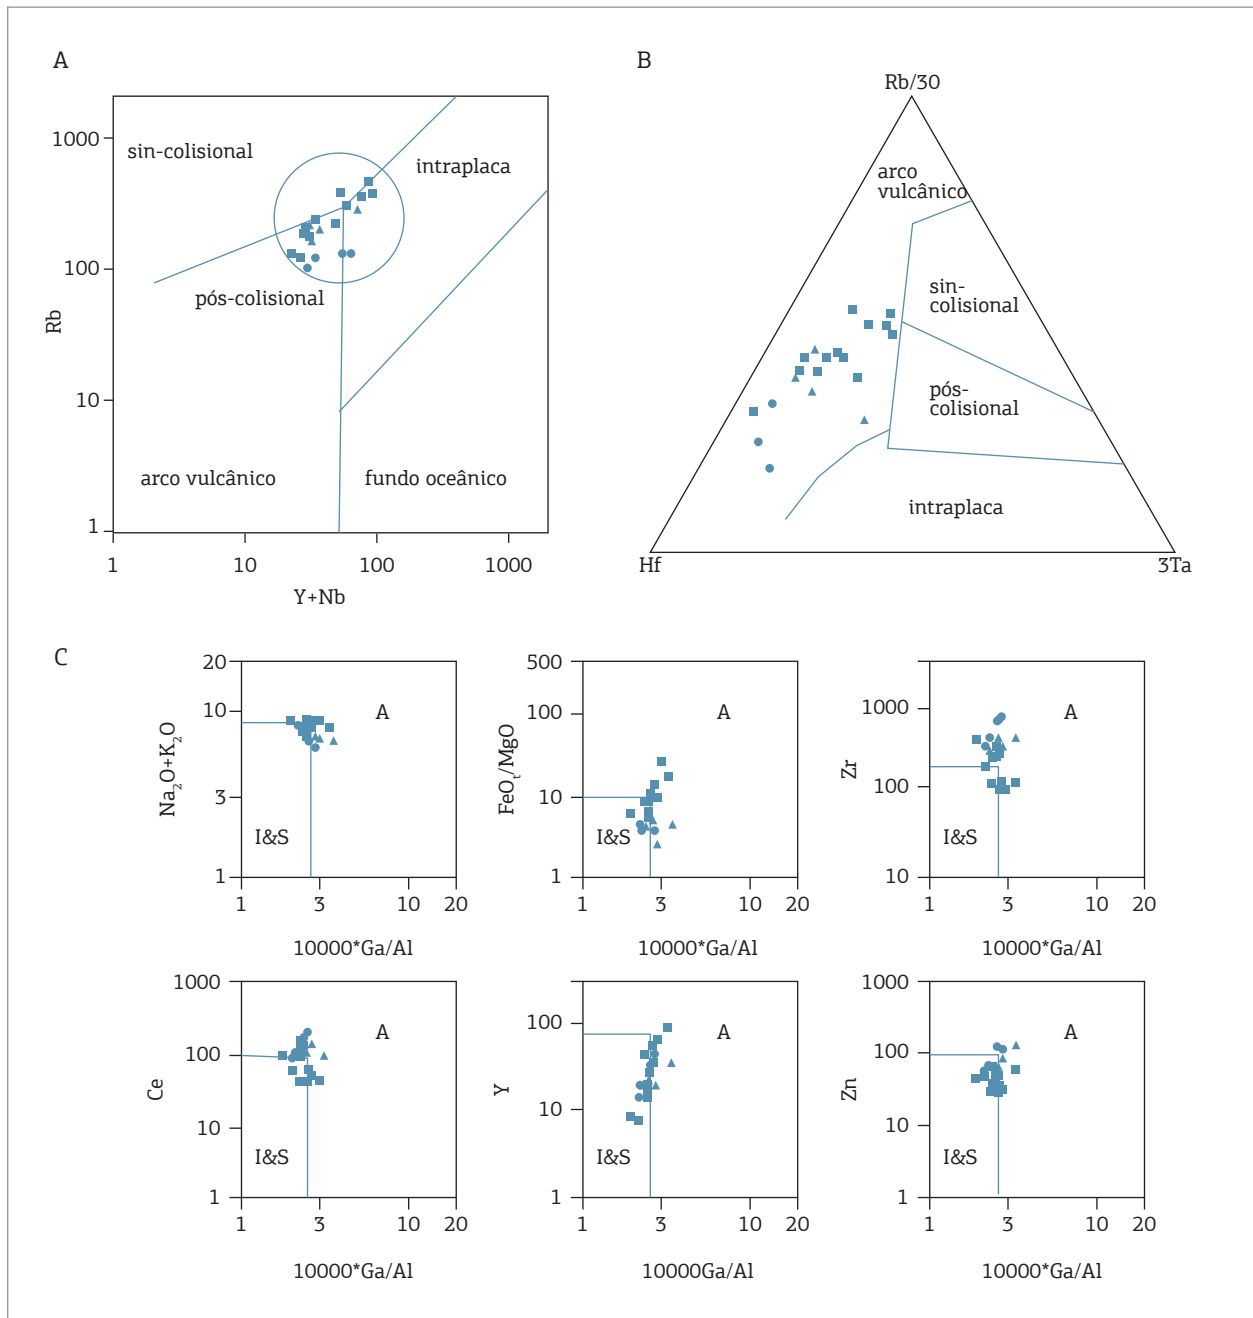 A
1000
100
10
1
Rb
sin-colisional
intraplaca
pós-colisional
arco vulcânico
fundo oceânico
1
10
100
1000
Y+Nb
B
Rb/30
arco
vulcânico
sin-
colisional
pós-
colisional
intraplaca
Hf
3Ta
C
20
10
3
1
Na₂O+K₂O
A
I&S
1
5
10
20
10000*Ga/Al
500
100
10
1
FeOₜ/MgO
A
I&S
1
5
10
20
10000*Ga/Al
1000
100
10
Zr
A
I&S
1
3
10
20
10000*Ga/Al
1000
100
10
1
Ce
A
I&S
1
5
10
20
10000*Ga/Al
100
10
1
Y
A
I&S
1
5
10
20
10000Ga/Al
1000
100
10
1
Zn
A
I&S
1
3
10
20
10000*Ga/Al